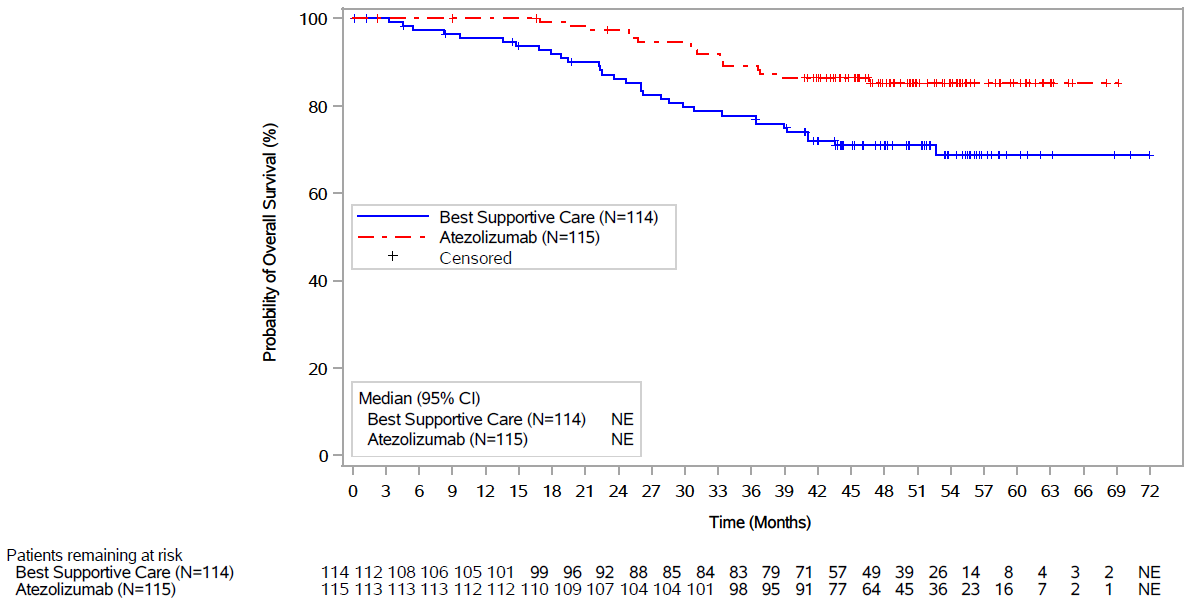 100
80
60
40
20
0
Probability of Overall Survival (%)
Best Supportive Care (N=114)
Atezolizumab (N=115)
Censored
Median (95% CI)
Best Supportive Care (N=114) NE
Atezolizumab (N=115) NE
0 3 6 9 12 15 18 21 24 27 30 33 36 39 42 45 48 51 54 57 60 63 66 69 72
Time (Months)
Patients remaining at risk
Best Supportive Care (N=114) 114 112 108 106 105 101 99 96 92 88 85 84 83 79 71 57 49 39 26 14 8 4 3 2 NE
Atezolizumab (N=115) 115 113 113 113 112 112 110 109 107 104 104 101 98 95 91 77 64 45 36 23 16 7 2 1 NE